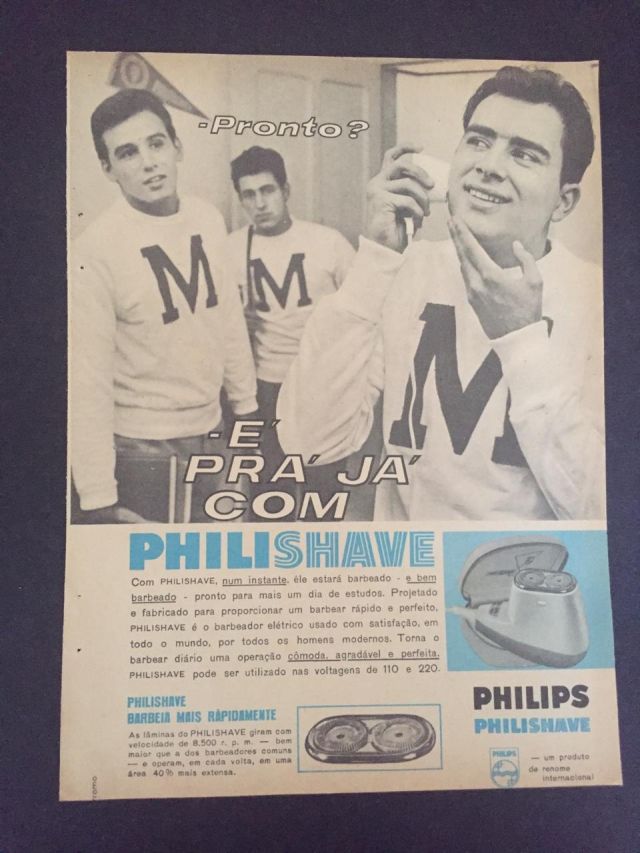 -Pronto?
M
M
M
- E'
PRA' JA'
COM
PHILISHAVE
Com PHILISHAVE, num instante, êle estará barbeado - e bem
barbeado - pronto para mais um dia de estudos. Projetado
e fabricado para proporcionar um barbear rápido e perfeito,
PHILISHAVE é o barbeador elétrico usado com satisfação, em
todo o mundo, por todos os homens modernos. Torna o
barbear diário uma operação cômoda, agradável e perfeita.
PHILISHAVE pode ser utilizado nas voltagens de 110 e 220.
PHILISHAVE
BARBEIA MAIS RÀPIDAMENTE
As lâminas do PHILISHAVE giram com
velocidade de 8.500 r. p. m. — bem
maior que a dos barbeadores comuns
— e operam, em cada volta, em uma
área 40% mais extensa.
PHILIPS
PHILISHAVE
PHILIPS
— um produto
de renome
internacional